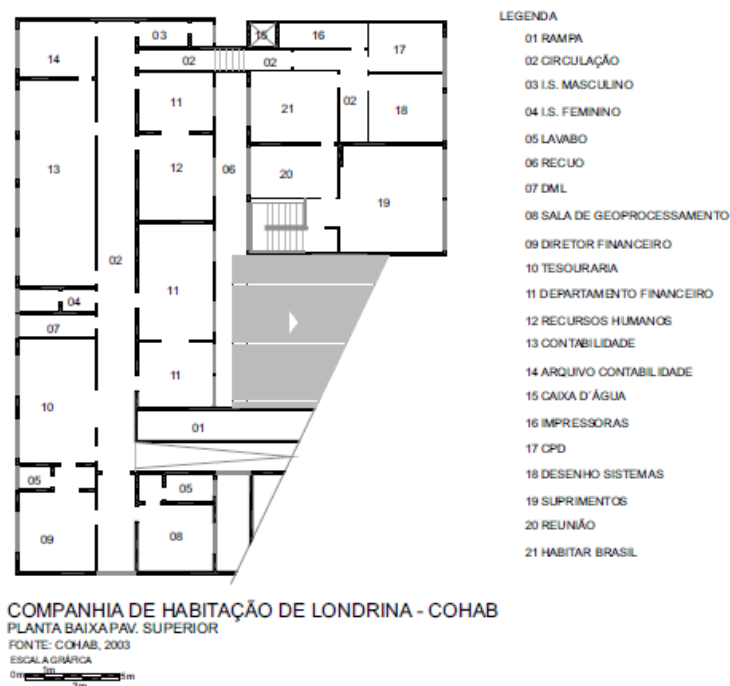 LEGENDA
01 RAMPA
02 CIRCULAÇÃO
03 I.S. MASCULINO
04 I.S. FEMININO
05 LAVABO
06 RECUO
07 DML
08 SALA DE GEOPROCESSAMENTO
09 DIRETOR FINANCEIRO
10 TESOURARIA
11 DEPARTAMENTO FINANCEIRO
12 RECURSOS HUMANOS
13 CONTABILIDADE
14 ARQUIVO CONTABILIDADE
15 CAIXA D´ÁGUA
16 IMPRESSORAS
17 CPD
18 DESENHO SISTEMAS
19 SUPRIMENTOS
20 REUNIÃO
21 HABITAR BRASIL
03
15
16
17
14
02
02
11
21
02
18
13
12
06
20
19
02
11
04
07
11
10
01
05
05
09
08
COMPANHIA DE HABITAÇÃO DE LONDRINA - COHAB
PLANTA BAIXA PAV. SUPERIOR
FONTE: COHAB, 2003
ESCALA GRÁFICA
0m 1m 5m
3m